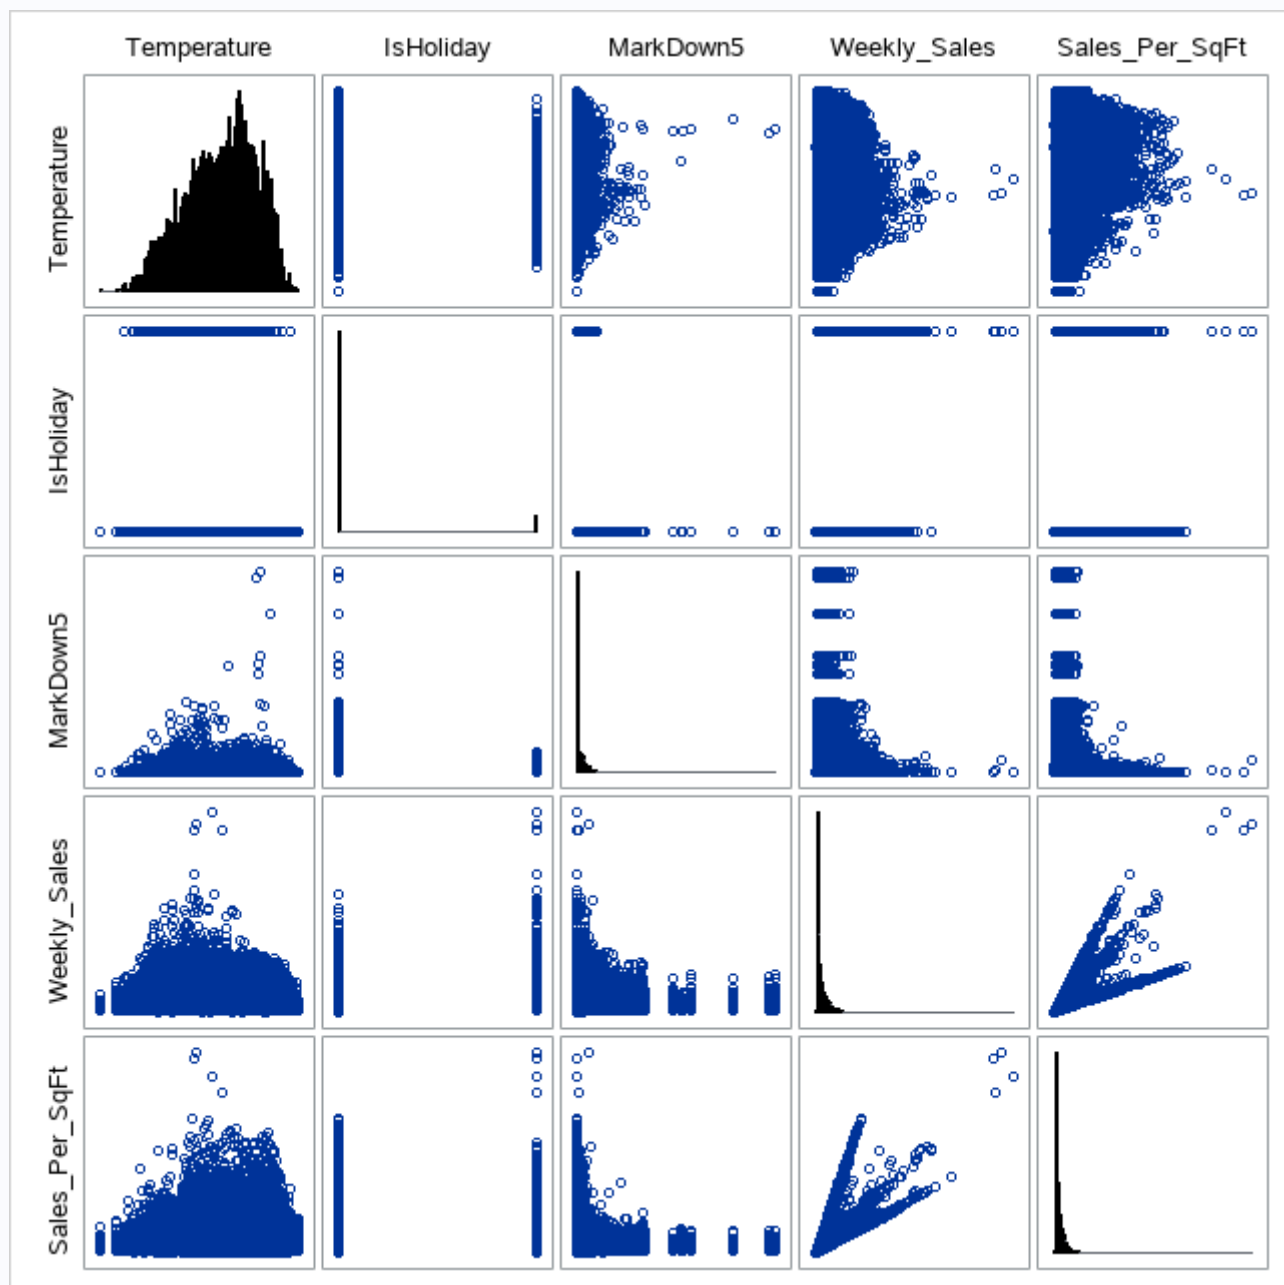 Temperature IsHoliday MarkDown5 Weekly_Sales Sales_Per_SqFt
Temperature
IsHoliday
MarkDown5
Weekly_Sales
Sales_Per_SqFt